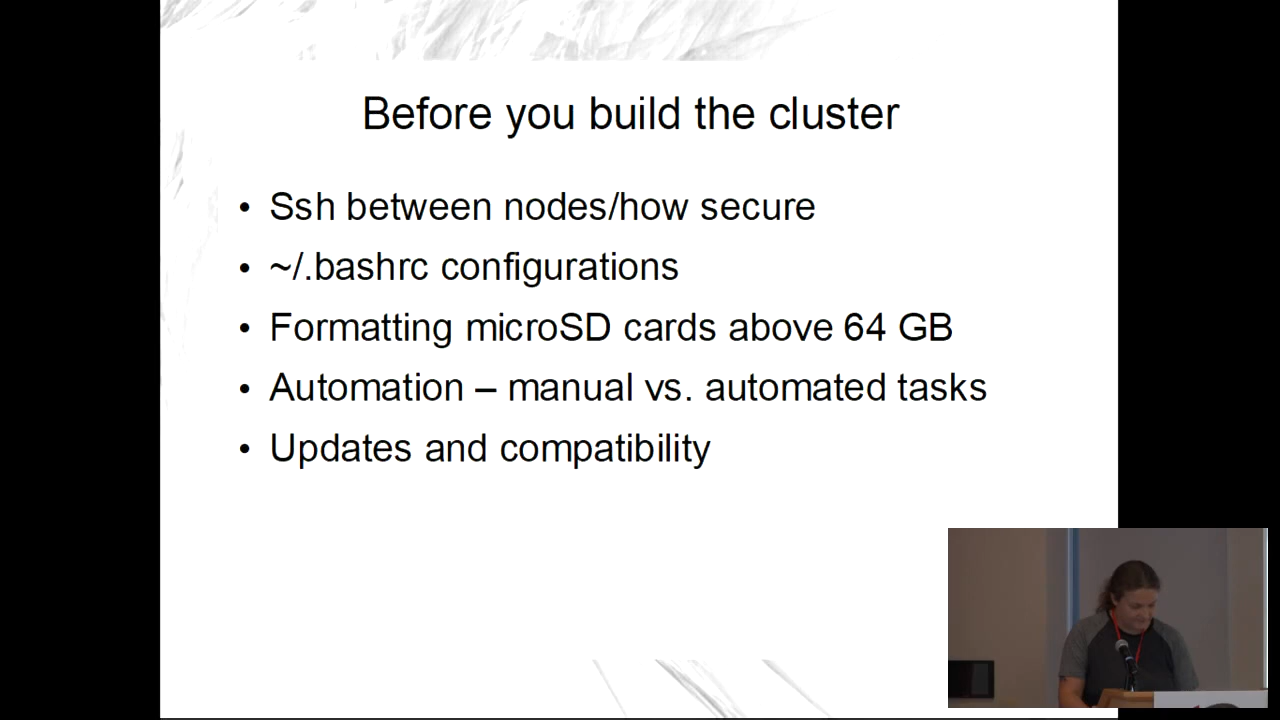 Before you build the cluster
• Ssh between nodes/how secure
• ~/.bashrc configurations
• Formatting microSD cards above 64 GB
• Automation – manual vs. automated tasks
• Updates and compatibility